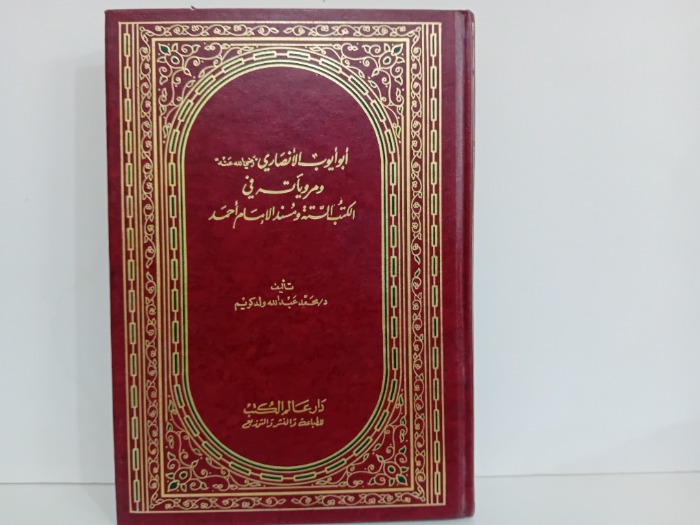 أبو أيوب الأنصاري رضي الله عنه
ومروياته في
الكتب الستة ومسند الإمام أحمد
تأليف
د/محمد عبد الله ولد كريم
دار عالم الكتب
للطباعة والنشر والتوزيع